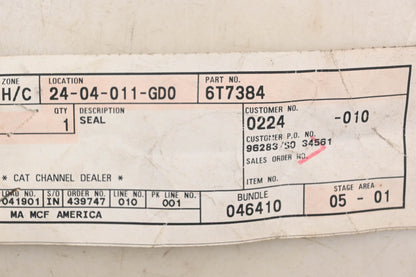 ZONE LOCATION PART NO.
H/C 24-04-011-GD0 6T7384
QTY DESCRIPTION CUSTOMER NO.
1 SEAL 0224 -010
CUSTOMER P.O. NO.
96283/SO 34561
SALES ORDER NO.
ITEM NO.
* CAT CHANNEL DEALER *
LOAD NO. S/D ORDER NO. LINE NO. PK LINE NO. BUNDLE STAGE AREA
041901 IN 439747 010 001 046410 05 - 01
MA MCF AMERICA